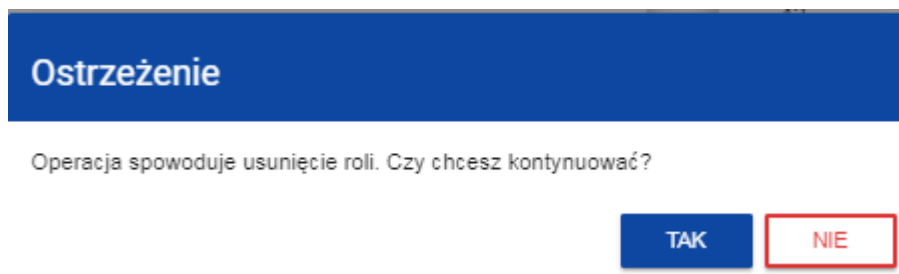 Ostrzeżenie
Operacja spowoduje usunięcie roli. Czy chcesz kontynuować?
TAK NIE